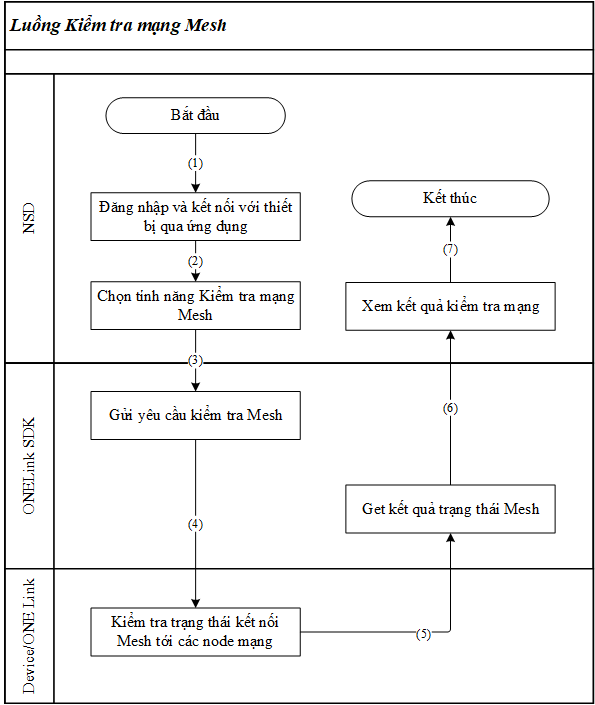 Luồng Kiểm tra mạng Mesh
NSD
Bắt đầu
(1)
Đăng nhập và kết nối với thiết
bị qua ứng dụng
(2)
Chọn tính năng Kiểm tra mạng
Mesh
(3)
Kết thúc
(7)
Xem kết quả kiểm tra mạng
ONELink SDK
Gửi yêu cầu kiểm tra Mesh
(4)
(6)
Get kết quả trạng thái Mesh
Device/ONE Link
Kiểm tra trạng thái kết nối
Mesh tới các node mạng
(5)